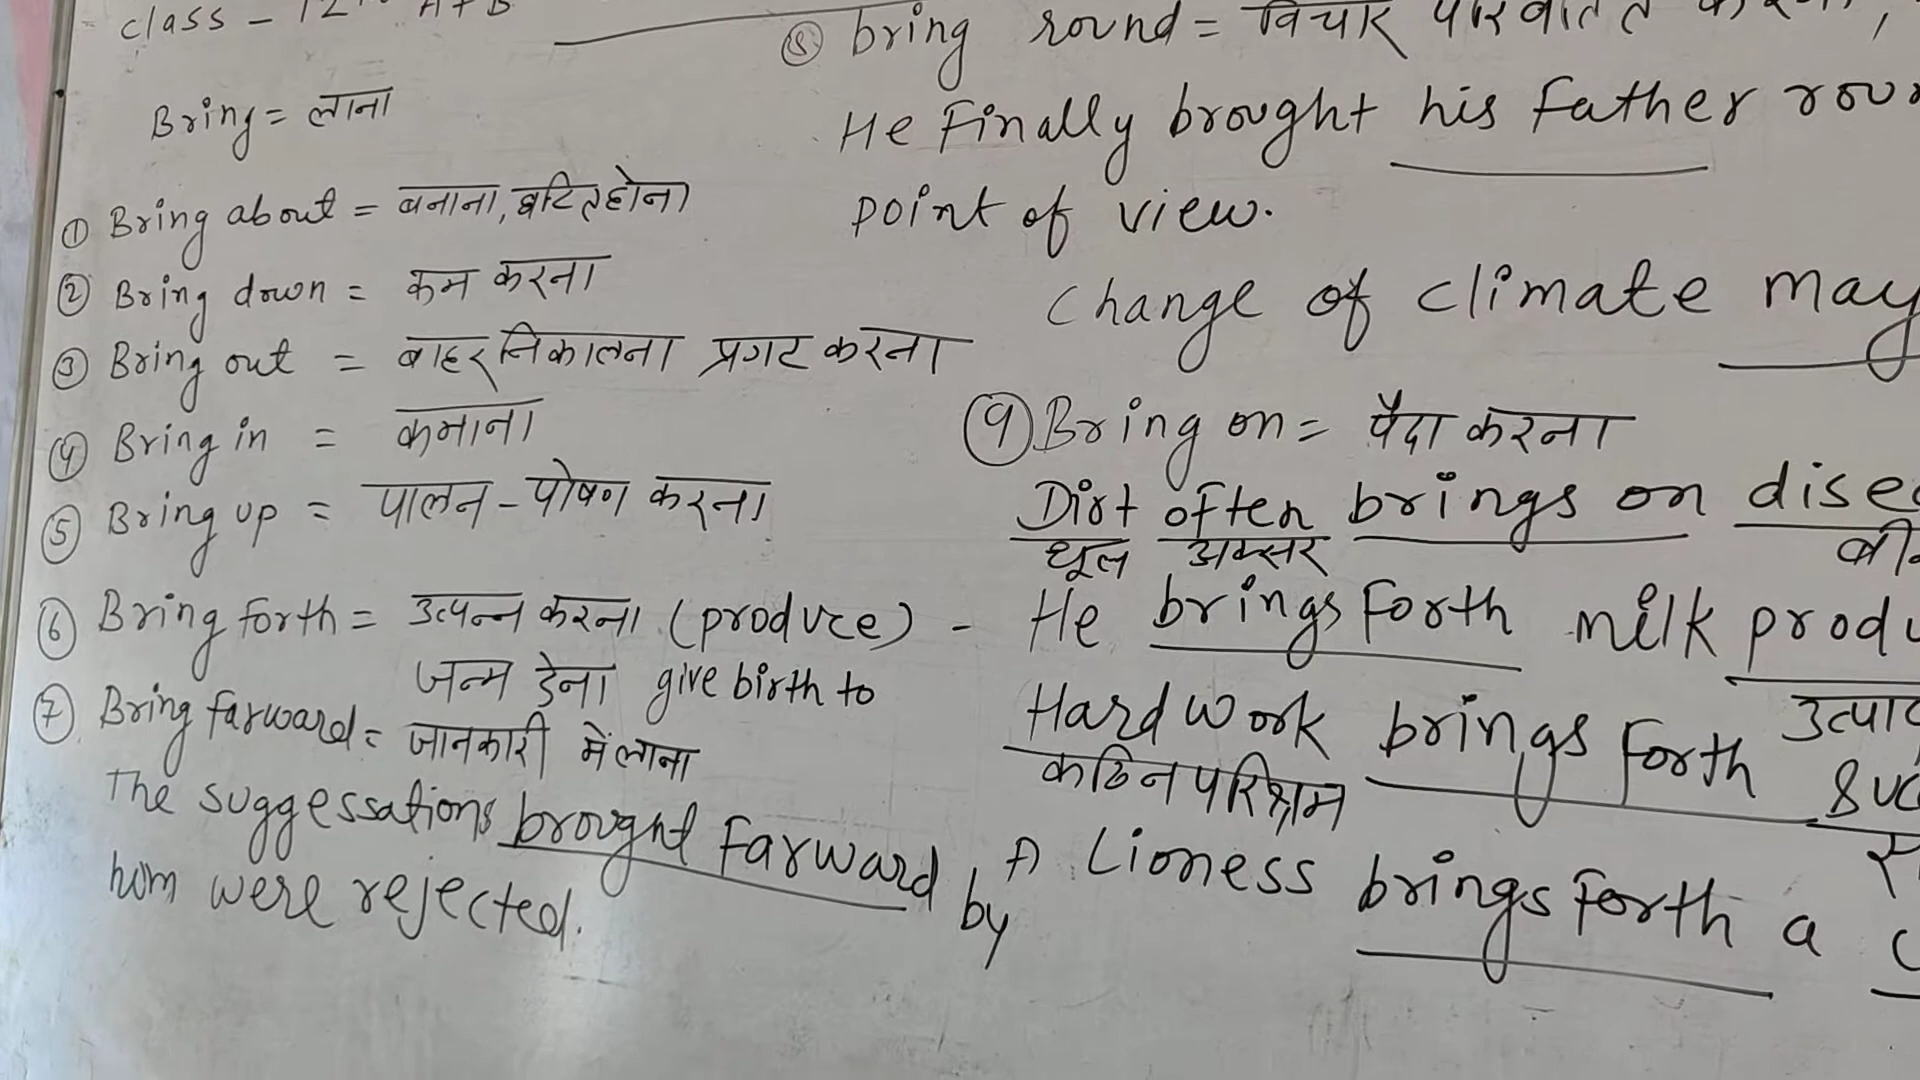 class - 12th A+B
Bring = लाना
① Bring about = बनाना, घटित होना
② Bring down = कम करना
③ Bring out = बाहर निकालना प्रगट करना
④ Bring in = कमाना
⑤ Bring up = पालन-पोषण करना
⑥ Bring forth = उत्पन्न करना (produce) -
जन्म देना give birth to
⑦ Bring farward = जानकारी में लाना
The suggessations brought farward by
him were rejected.
⑧ bring round = विचार परिवर्तित
He Finally brought his father
point of view.
Change of climate may
⑨ Bring on = पैदा करना
Dirt often brings on
धूल अक्सर
He brings forth milk
Hard work brings forth
कठिन परिश्रम
A Lioness brings forth a